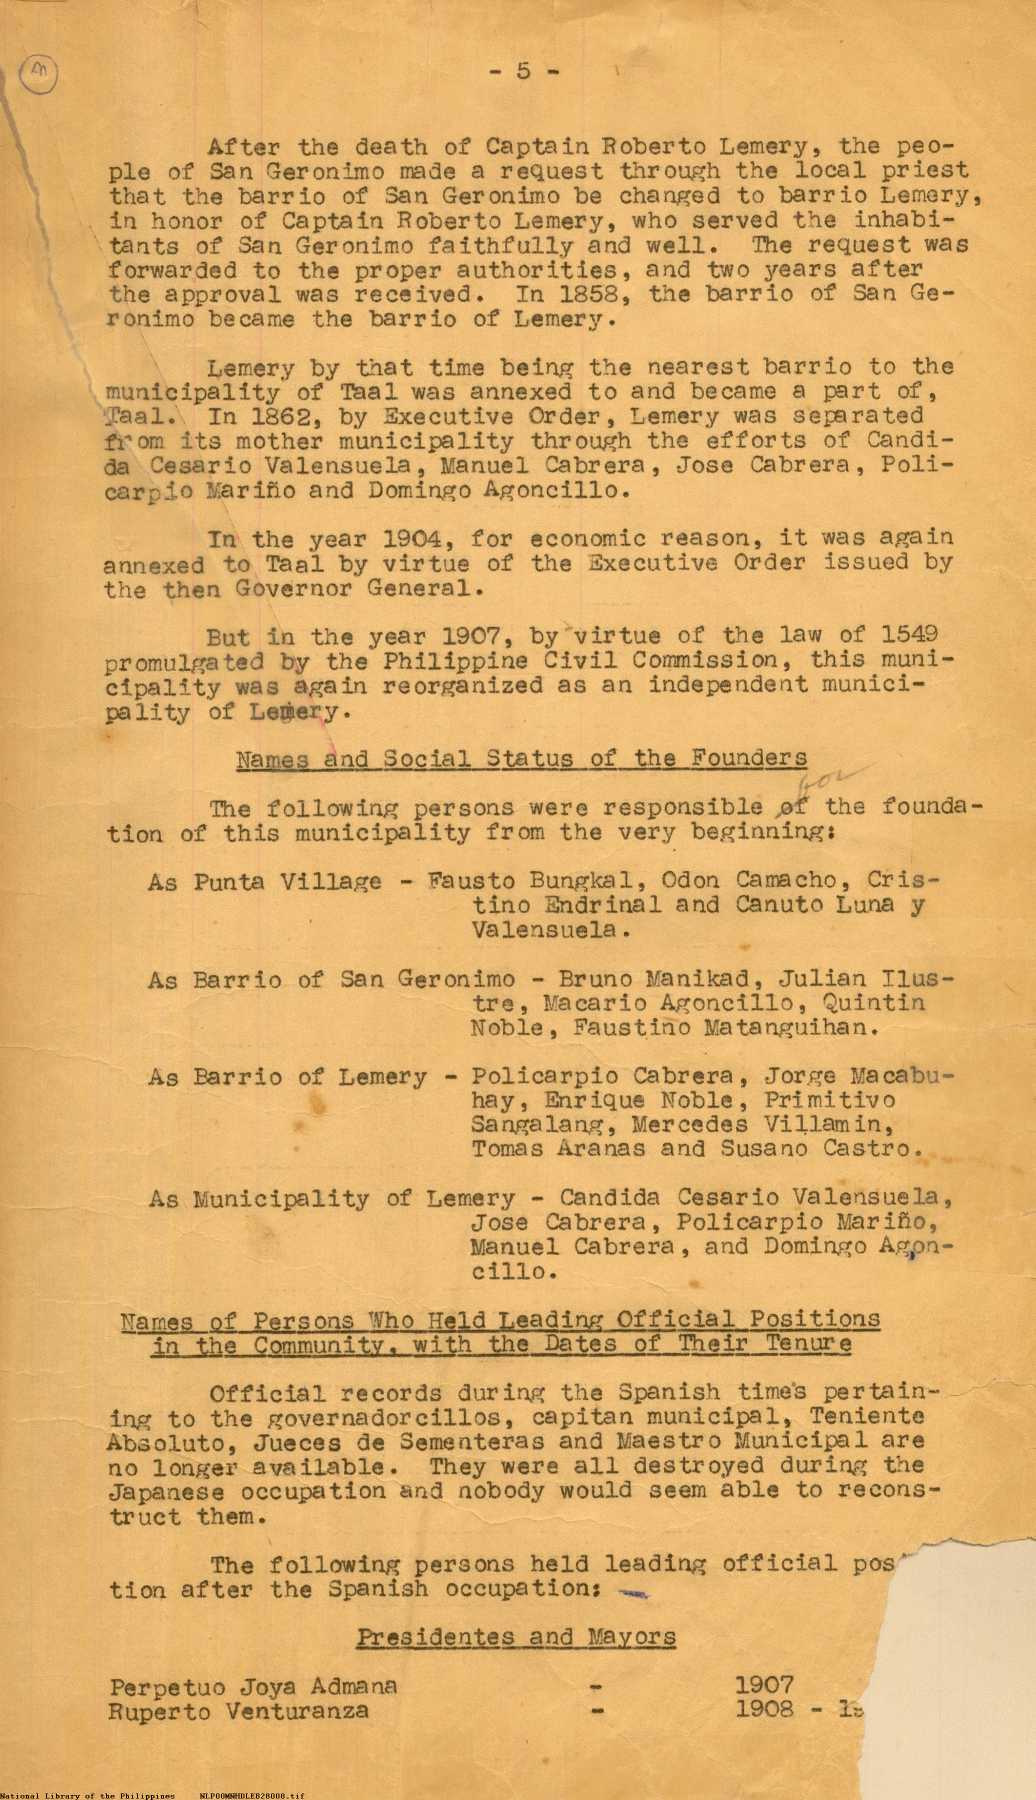 - 5 -
After the death of Captain Roberto Lemery, the peo-
ple of San Geronimo made a request through the local priest
that the barrio of San Geronimo be changed to barrio Lemery,
in honor of Captain Roberto Lemery, who served the inhabi-
tants of San Geronimo faithfully and well. The request was
forwarded to the proper authorities, and two years after
the approval was received. In 1858, the barrio of San Ge-
ronimo became the barrio of Lemery.
Lemery by that time being the nearest barrio to the
municipality of Taal was annexed to and became a part of,
Taal. In 1862, by Executive Order, Lemery was separated
from its mother municipality through the efforts of Candi-
da Cesario Valensuela, Manuel Cabrera, Jose Cabrera, Poli-
carpio Mariño and Domingo Agoncillo.
In the year 1904, for economic reason, it was again
annexed to Taal by virtue of the Executive Order issued by
the then Governor General.
But in the year 1907, by virtue of the law of 1549
promulgated by the Philippine Civil Commission, this muni-
cipality was again reorganized as an independent munici-
pality of Lemery.
Names and Social Status of the Founders
for
The following persons were responsible of the founda-
tion of this municipality from the very beginning:
As Punta Village - Fausto Bungkal, Odon Camacho, Cris-
tino Endrinal and Canuto Luna y
Valensuela.
As Barrio of San Geronimo - Bruno Manikad, Julian Ilus-
tre, Macario Agoncillo, Quintin
Noble, Faustino Matanguihan.
As Barrio of Lemery - Policarpio Cabrera, Jorge Macabu-
hay, Enrique Noble, Primitivo
Sangalang, Mercedes Villamin,
Tomas Aranas and Susano Castro.
As Municipality of Lemery - Candida Cesario Valensuela,
Jose Cabrera, Policarpio Mariño,
Manuel Cabrera, and Domingo Agon-
cillo.
Names of Persons Who Held Leading Official Positions
in the Community, with the Dates of Their Tenure
Official records during the Spanish times pertain-
ing to the governadorcillos, capitan municipal, Teniente
Absoluto, Jueces de Sementeras and Maestro Municipal are
no longer available. They were all destroyed during the
Japanese occupation and nobody would seem able to recons-
truct them.
The following persons held leading official pos
tion after the Spanish occupation:
Presidentes and Mayors
Perpetuo Joya Admana - 1907
Ruperto Venturanza - 1908 -
National Library of the Philippines NLPOOMNHDLEB28008.tif